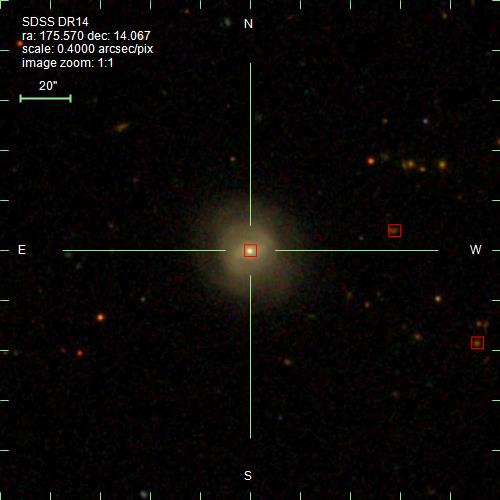 SDSS DR14
ra: 175.570 dec: 14.067
scale: 0.4000 arcsec/pix
image zoom: 1:1
20"
N
E
W
S